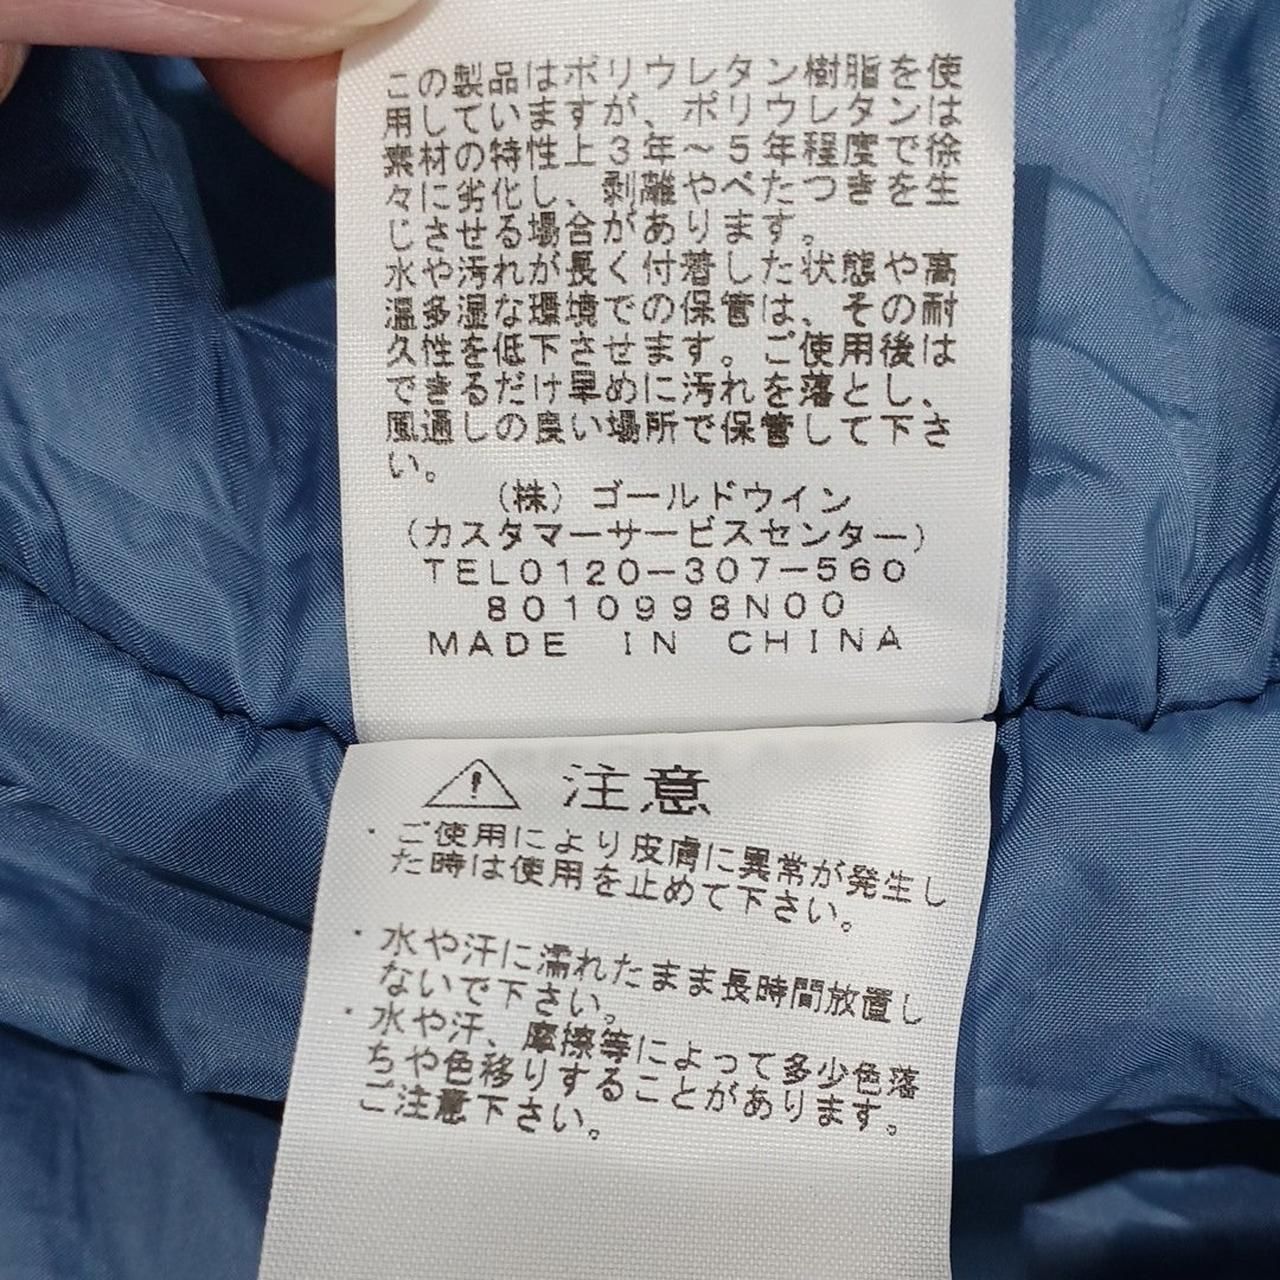 この製品はポリウレタン樹脂を使
用していますが、ポリウレタンは
素材の特性上3年～5年程度で徐
々に劣化し、剥離やべたつきを生
じさせる場合があります。
水や汚れが長く付着した状態や高
温多湿な環境での保管は、その耐
久性を低下させます。ご使用後は
できるだけ早めに汚れを落とし、
風通しの良い場所で保管して下さ
い。
(株)ゴールドウイン
(カスタマーサービスセンター)
TEL0120-307-560
8010998N00
MADE IN CHINA
注意
・ご使用により皮膚に異常が発生し
た時は使用を止めて下さい。
・水や汗に濡れたまま長時間放置し
ないで下さい。
・水や汗、摩擦等によって多少色落
ちや色移りすることがあります。
ご注意下さい。